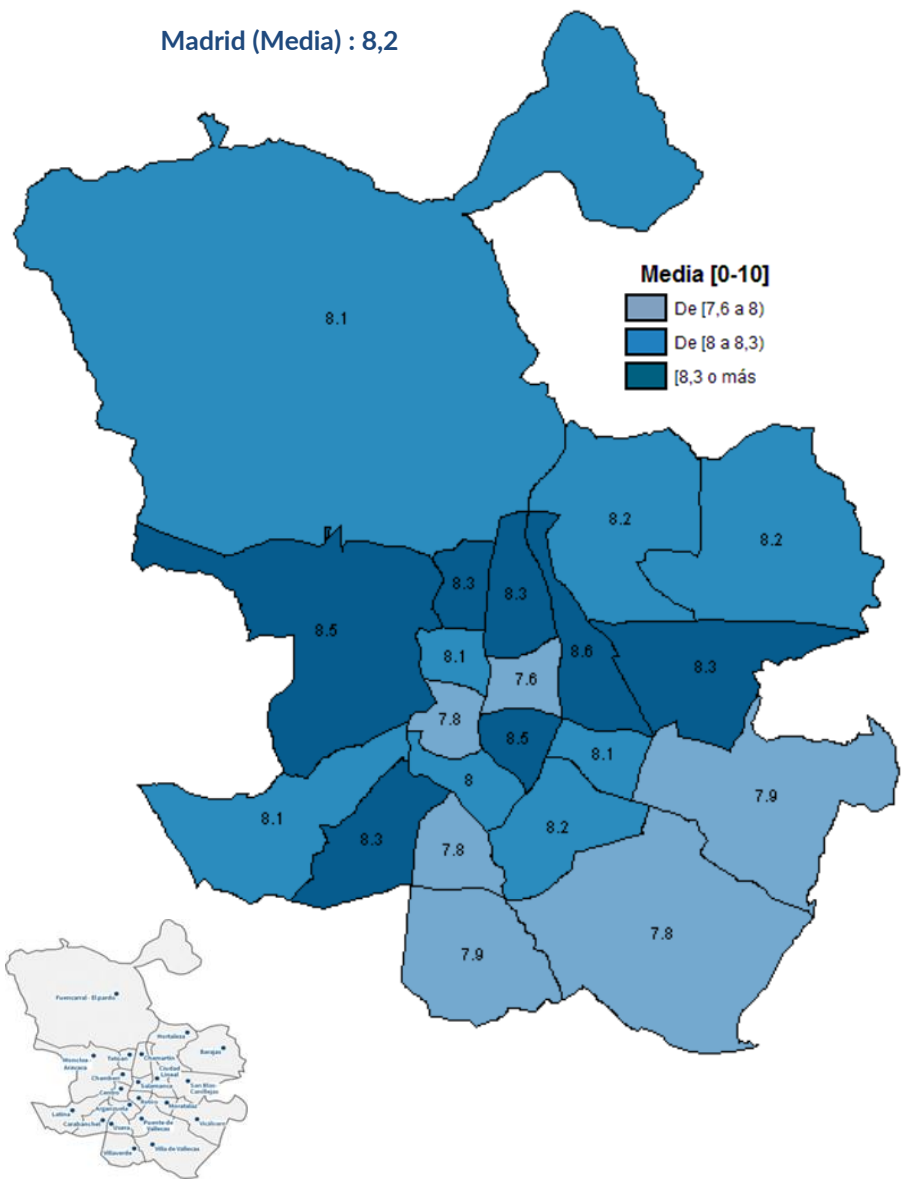 Madrid (Media) : 8,2
Media [0-10]
De [7,6 a 8)
De [8 a 8,3)
[8,3 o más
8.1
8.2
8.2
8.3
8.3
8.5
8.6
8.3
8.1
7.6
7.8
8.5
8.1
8
7.9
8.1
8.3
8.2
7.8
7.8
7.9
Fuencarral - El pardo
Hortaleza
Barajas
Moncloa-
Aravaca
Tetuan
Chamartin
Ciudad
Lineal
Chamberi
Salamanca
San Blas-
Canillejas
Centro
Retiro
Moratalaz
Arganzuela
Latina
Carabanchel
Usera
Puente de
Vallecas
Vicálvaro
Villaverde
Villa de Vallecas